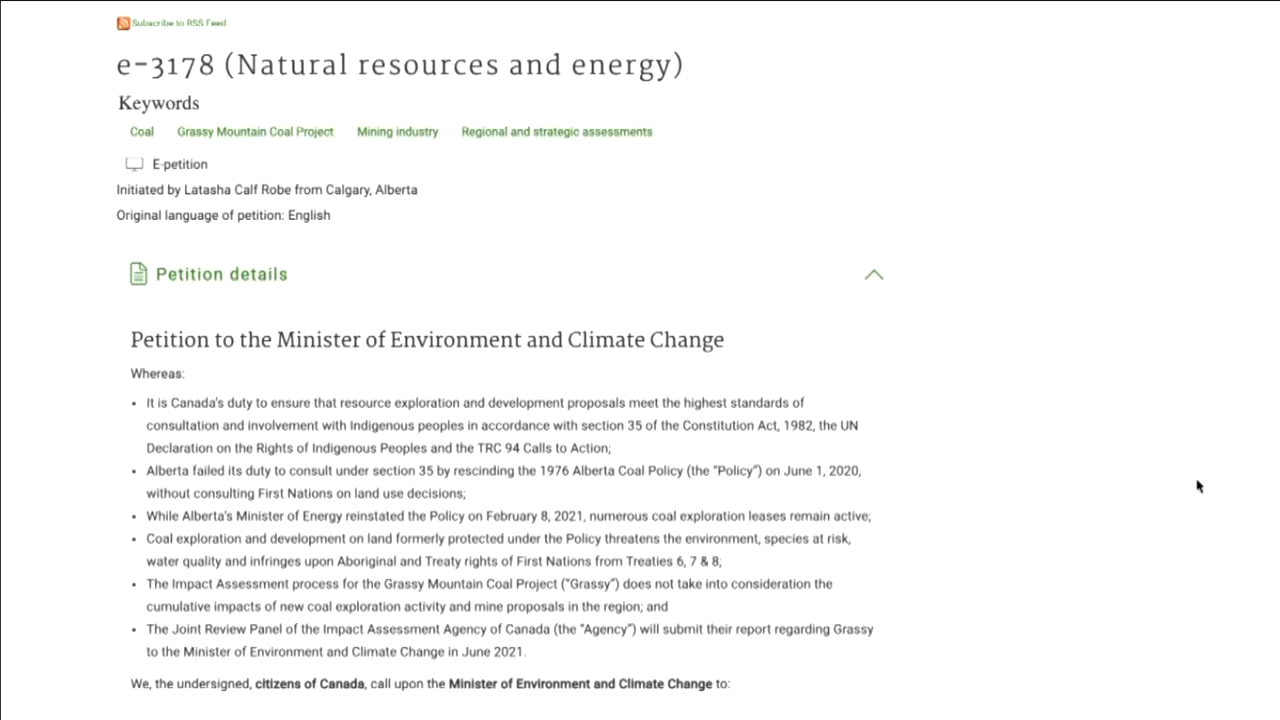 Subscribe to RSS Feed
e-3178 (Natural resources and energy)
Keywords
Coal Grassy Mountain Coal Project Mining industry Regional and strategic assessments
E-petition
Initiated by Latasha Calf Robe from Calgary, Alberta
Original language of petition: English
Petition details
Petition to the Minister of Environment and Climate Change
Whereas:
• It is Canada's duty to ensure that resource exploration and development proposals meet the highest standards of
consultation and involvement with Indigenous peoples in accordance with section 35 of the Constitution Act, 1982, the UN
Declaration on the Rights of Indigenous Peoples and the TRC 94 Calls to Action;
• Alberta failed its duty to consult under section 35 by rescinding the 1976 Alberta Coal Policy (the "Policy") on June 1, 2020,
without consulting First Nations on land use decisions;
• While Alberta's Minister of Energy reinstated the Policy on February 8, 2021, numerous coal exploration leases remain active;
• Coal exploration and development on land formerly protected under the Policy threatens the environment, species at risk,
water quality and infringes upon Aboriginal and Treaty rights of First Nations from Treaties 6, 7 & 8;
• The Impact Assessment process for the Grassy Mountain Coal Project ("Grassy") does not take into consideration the
cumulative impacts of new coal exploration activity and mine proposals in the region; and
• The Joint Review Panel of the Impact Assessment Agency of Canada (the "Agency") will submit their report regarding Grassy
to the Minister of Environment and Climate Change in June 2021.
We, the undersigned, citizens of Canada, call upon the Minister of Environment and Climate Change to: